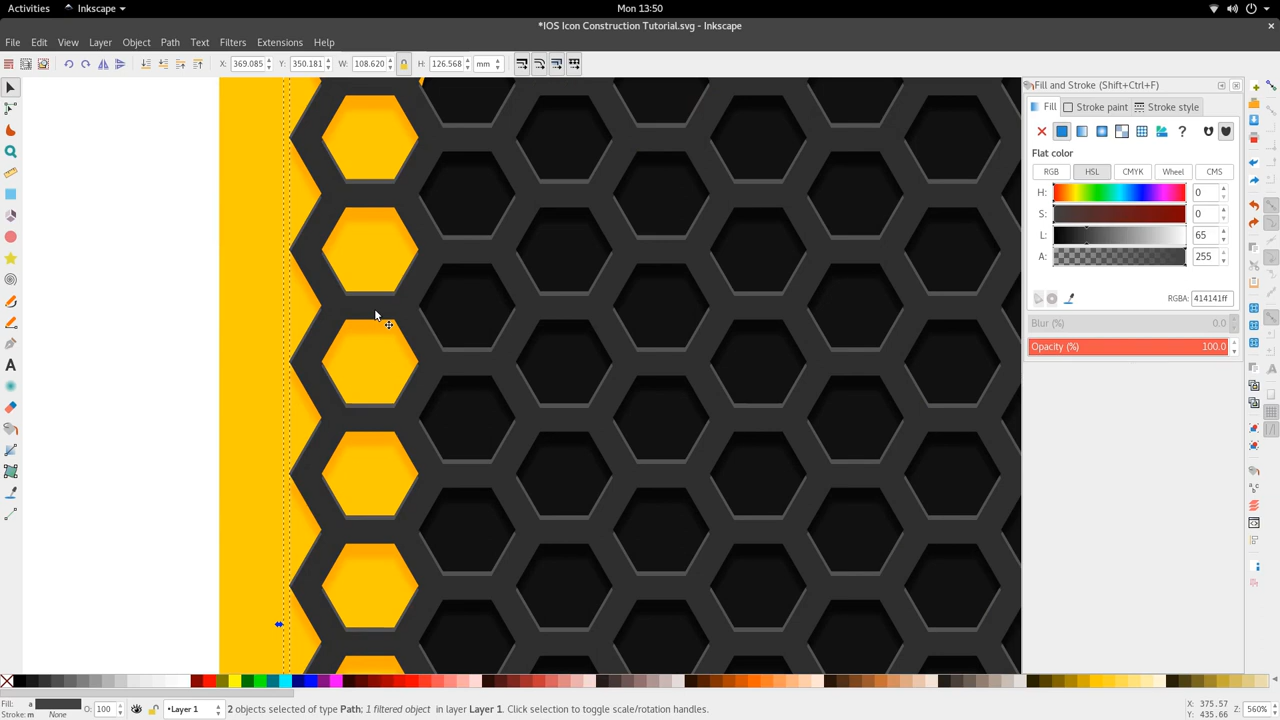 Activities Inkscape Mon 13:50
*IOS Icon Construction Tutorial.svg - Inkscape
File Edit View Layer Object Path Text Filters Extensions Help
X: 369.085 Y: 350.181 W: 108.620 H: 126.568 mm
Fill and Stroke (Shift+Ctrl+F)
Fill Stroke paint Stroke style
?
Flat color
RGB HSL CMYK Wheel CMS
H: 0
S: 0
L: 65
A: 255
RGBA: 414141ff
Blur (%) 0.0
Opacity (%) 100.0
Fill: a O: 100 •Layer 1 2 objects selected of type Path; 1 filtered object in layer Layer 1. Click selection to toggle scale/rotation handles. X: 375.57 Z: 560%
Stroke: m None Y: 435.66